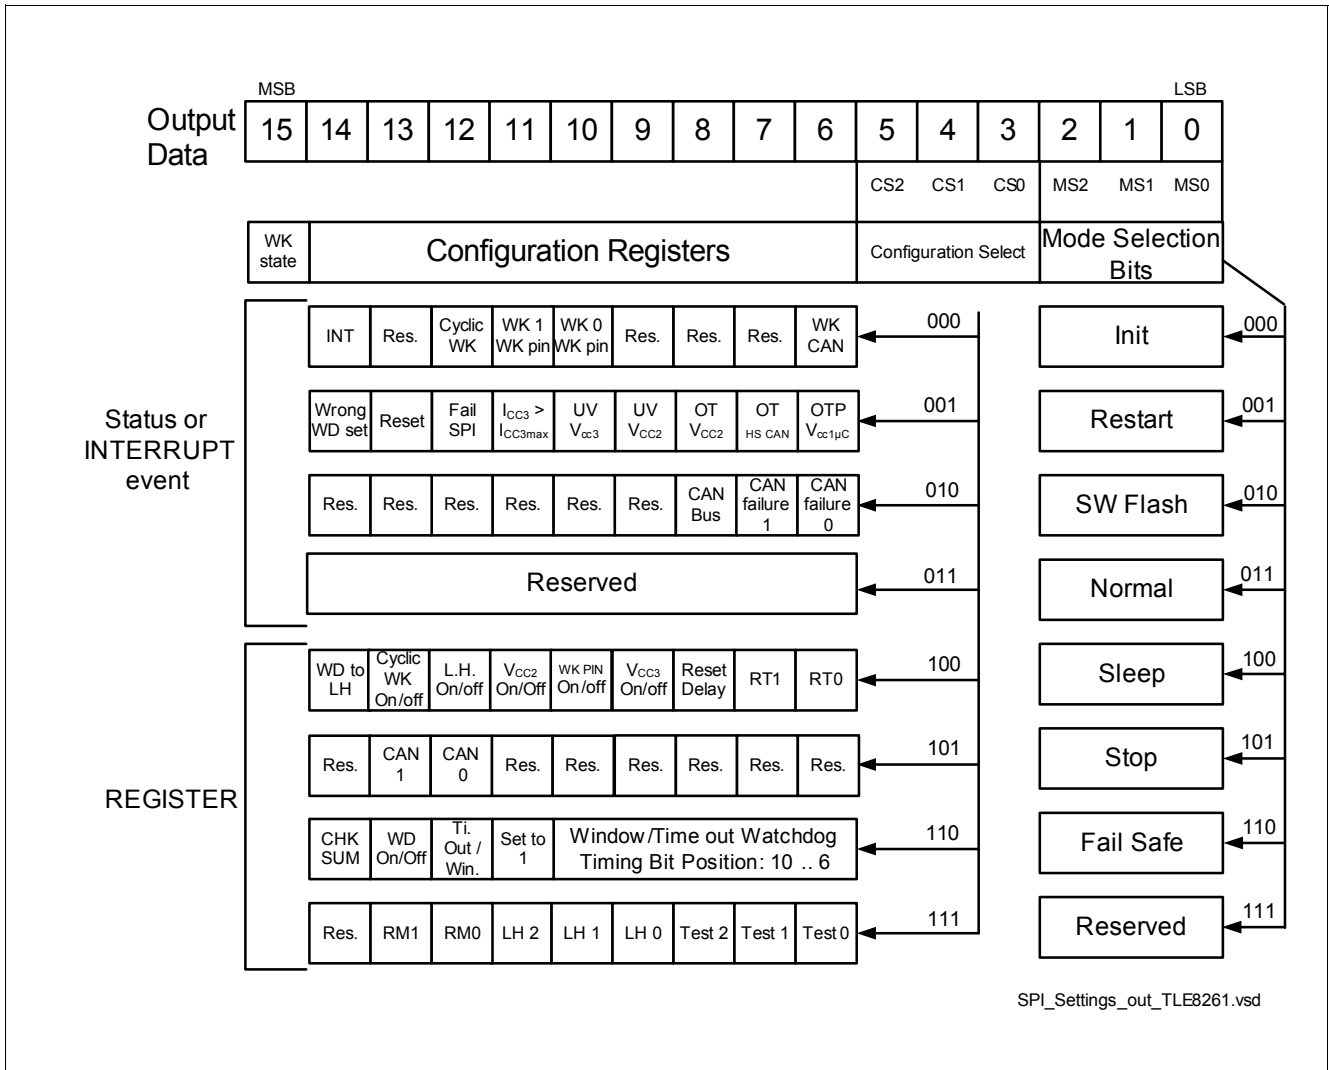 MSB LSB
Output Data 15 14 13 12 11 10 9 8 7 6 5 4 3 2 1 0
CS2 CS1 CS0 MS2 MS1 MS0
WK state Configuration Registers Configuration Select Mode Selection Bits
Status or INTERRUPT event
INT Res. Cyclic WK WK 1 WK pin WK 0 WK pin Res. Res. Res. WK CAN 000 Init 000
Wrong WD set Reset Fail SPI ICC3 > ICC3max UV Vcc3 UV VCC2 OT VCC2 OT HS CAN OTP Vcc1µC 001 Restart 001
Res. Res. Res. Res. Res. Res. CAN Bus CAN failure 1 CAN failure 0 010 SW Flash 010
Reserved 011 Normal 011
REGISTER
WD to LH Cyclic WK On/off L.H. On/off VCC2 On/Off WK PIN On/off VCC3 On/off Reset Delay RT1 RT0 100 Sleep 100
Res. CAN 1 CAN 0 Res. Res. Res. Res. Res. Res. 101 Stop 101
CHK SUM WD On/Off Ti. Out / Win. Set to 1 Window/Time out Watchdog Timing Bit Position: 10 .. 6 110 Fail Safe 110
Res. RM1 RM0 LH 2 LH 1 LH 0 Test 2 Test 1 Test 0 111 Reserved 111
SPI_Settings_out_TLE8261.vsd